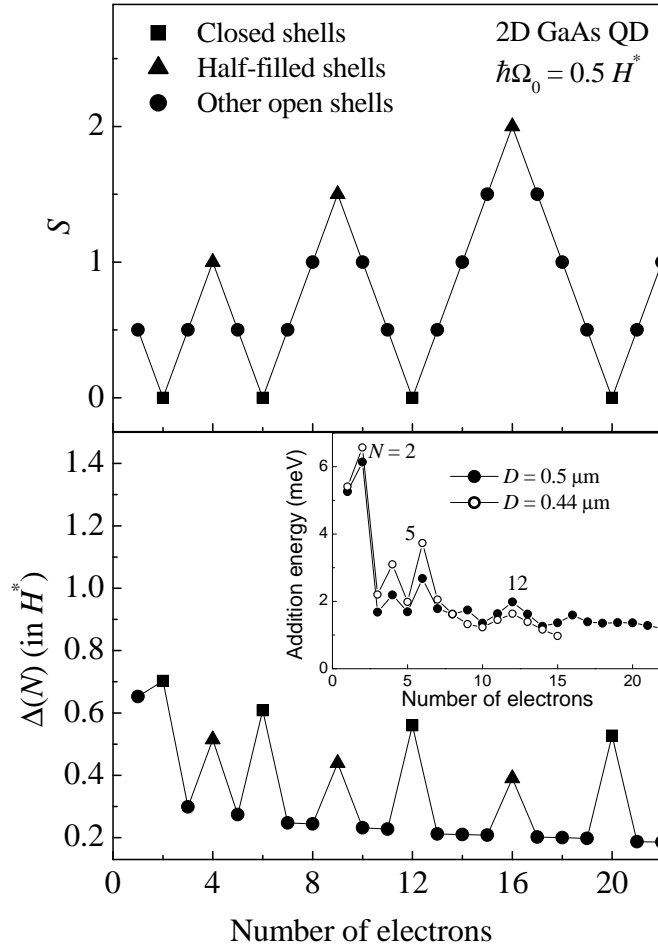 Closed shells
Half-filled shells
Other open shells
2D GaAs QD
ℏΩ₀ = 0.5 H*
2
1
0
S
1.4
1.2
1.0
0.8
0.6
0.4
0.2
Δ(N) (in H*)
6
4
2
0
Addition energy (meV)
N = 2
5
12
D = 0.5 μm
D = 0.44 μm
0 5 10 15 20
Number of electrons
0 4 8 12 16 20
Number of electrons